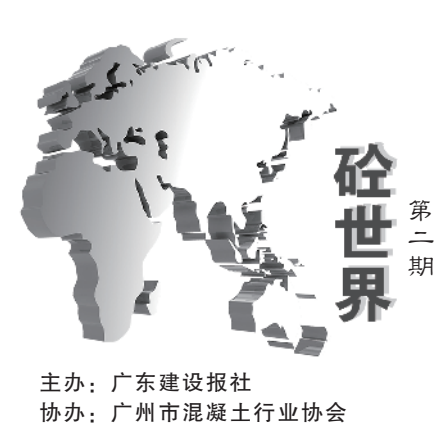 砼世界
第二期
主办：广东建设报社
协办：广州市混凝土行业协会